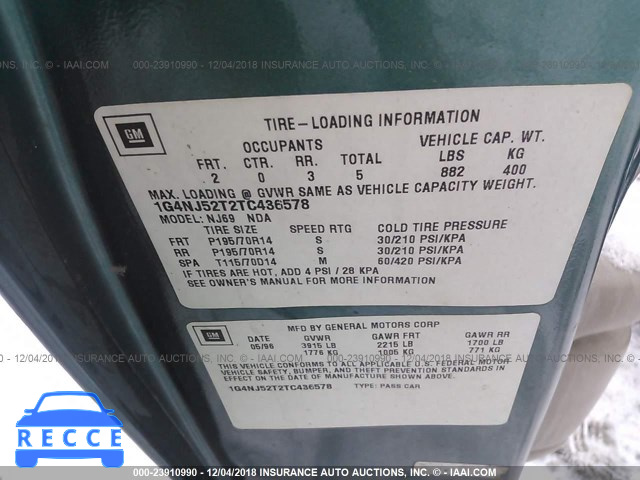 © - IAAI.COM 000-23910990 - 12/04/2018 INSURANCE AUTO AUCTIONS, INC. © - IAAI.COM
GM
TIRE-LOADING INFORMATION
OCCUPANTS VEHICLE CAP. WT.
FRT. CTR. RR. TOTAL LBS KG
2 0 3 5 882 400
MAX. LOADING @ GVWR SAME AS VEHICLE CAPACITY WEIGHT.
1G4NJ52T2TC436578
MODEL: NJ69 NDA
TIRE SIZE SPEED RTG COLD TIRE PRESSURE
FRT P195/70R14 S 30/210 PSI/KPA
RR P195/70R14 S 30/210 PSI/KPA
SPA T115/70D14 M 60/420 PSI/KPA
IF TIRES ARE HOT, ADD 4 PSI / 28 KPA
SEE OWNER'S MANUAL FOR MORE INFORMATION
GM
MFD BY GENERAL MOTORS CORP
DATE GVWR GAWR FRT GAWR RR
05/96 3915 LB 2215 LB 1700 LB
1776 KG 1005 KG 771 KG
THIS VEHICLE CONFORMS TO ALL APPLICABLE U.S. FEDERAL MOTOR
VEHICLE SAFETY, BUMPER, AND THEFT PREVENTION STANDARDS IN
EFFECT ON THE DATE OF MANUFACTURE SHOWN ABOVE.
1G4NJ52T2TC436578 TYPE: PASS CAR
RECCE
000-23910990 - 12/04/2018 INSURANCE AUTO AUCTIONS, INC. © - IAAI.COM